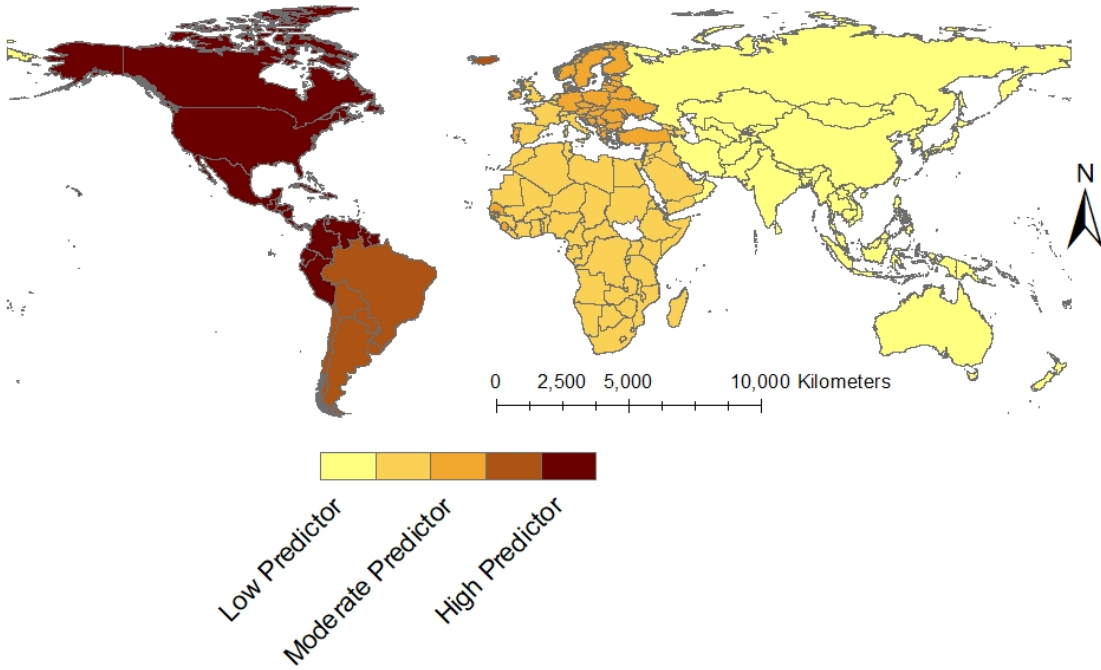 N
0 2,500 5,000 10,000 Kilometers
Low Predictor
Moderate Predictor
High Predictor